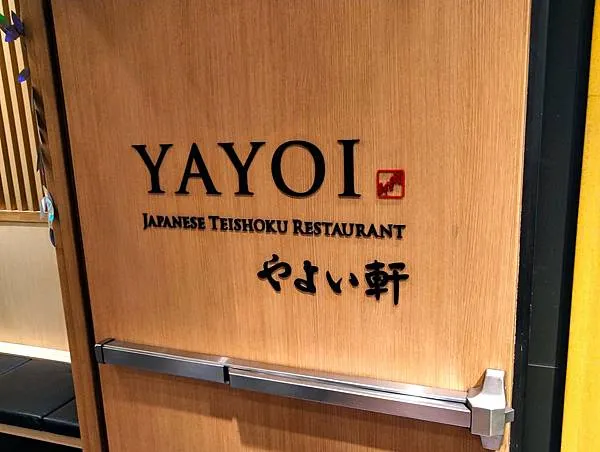 YAYOI
JAPANESE TEISHOKU RESTAURANT
やよい軒